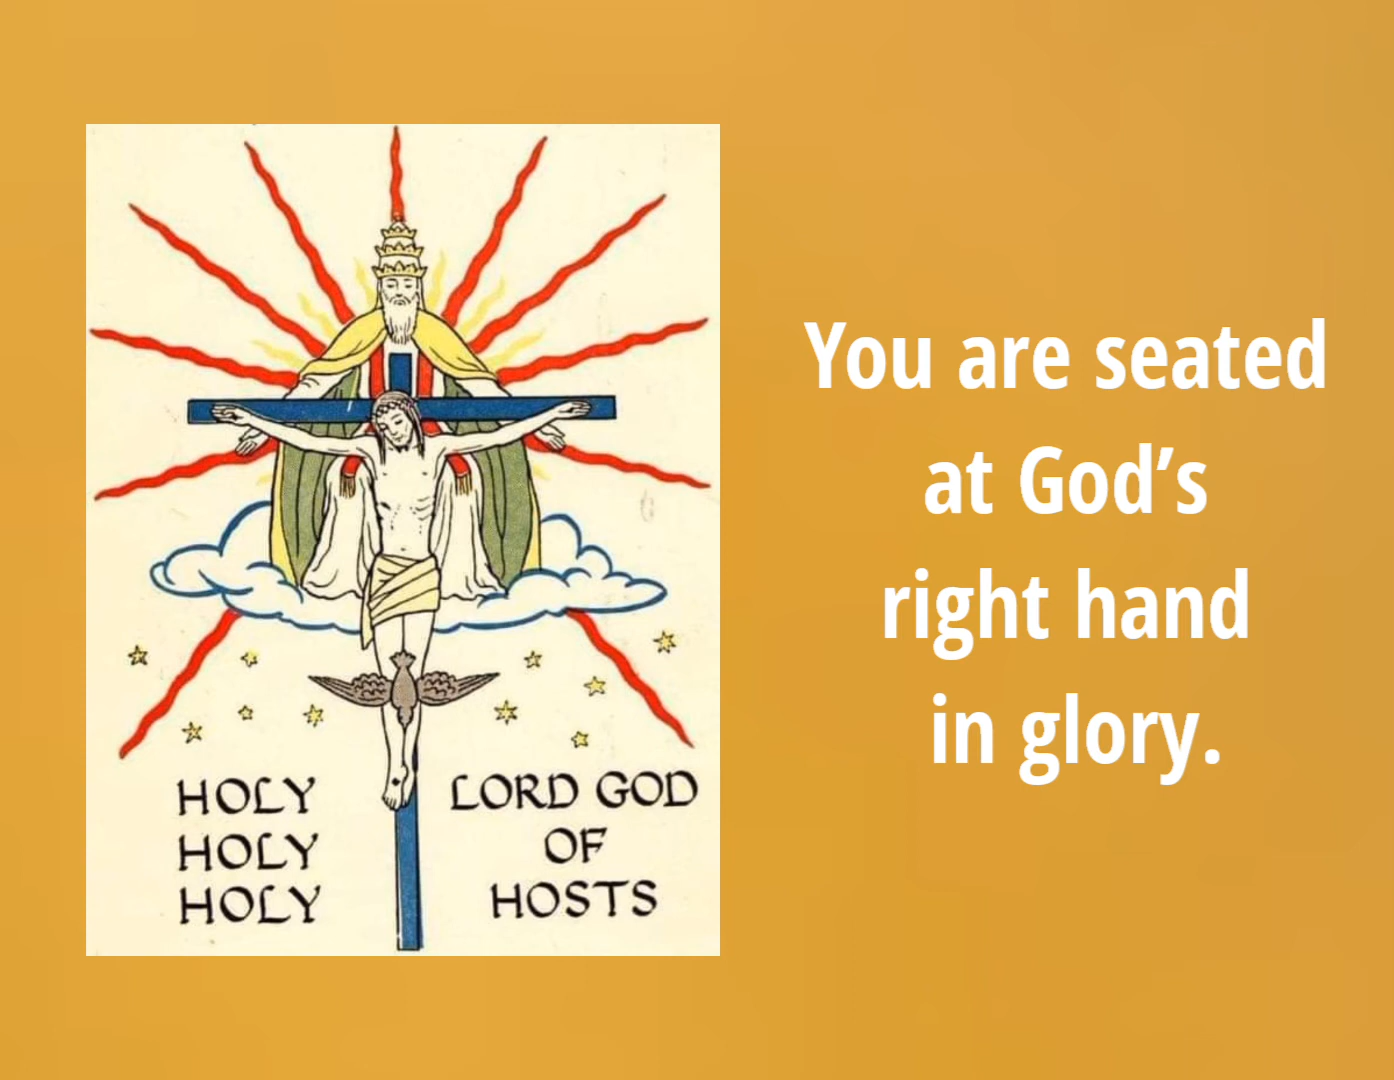 HOLY
HOLY
HOLY
LORD GOD
OF
HOSTS
You are seated
at God’s
right hand
in glory.